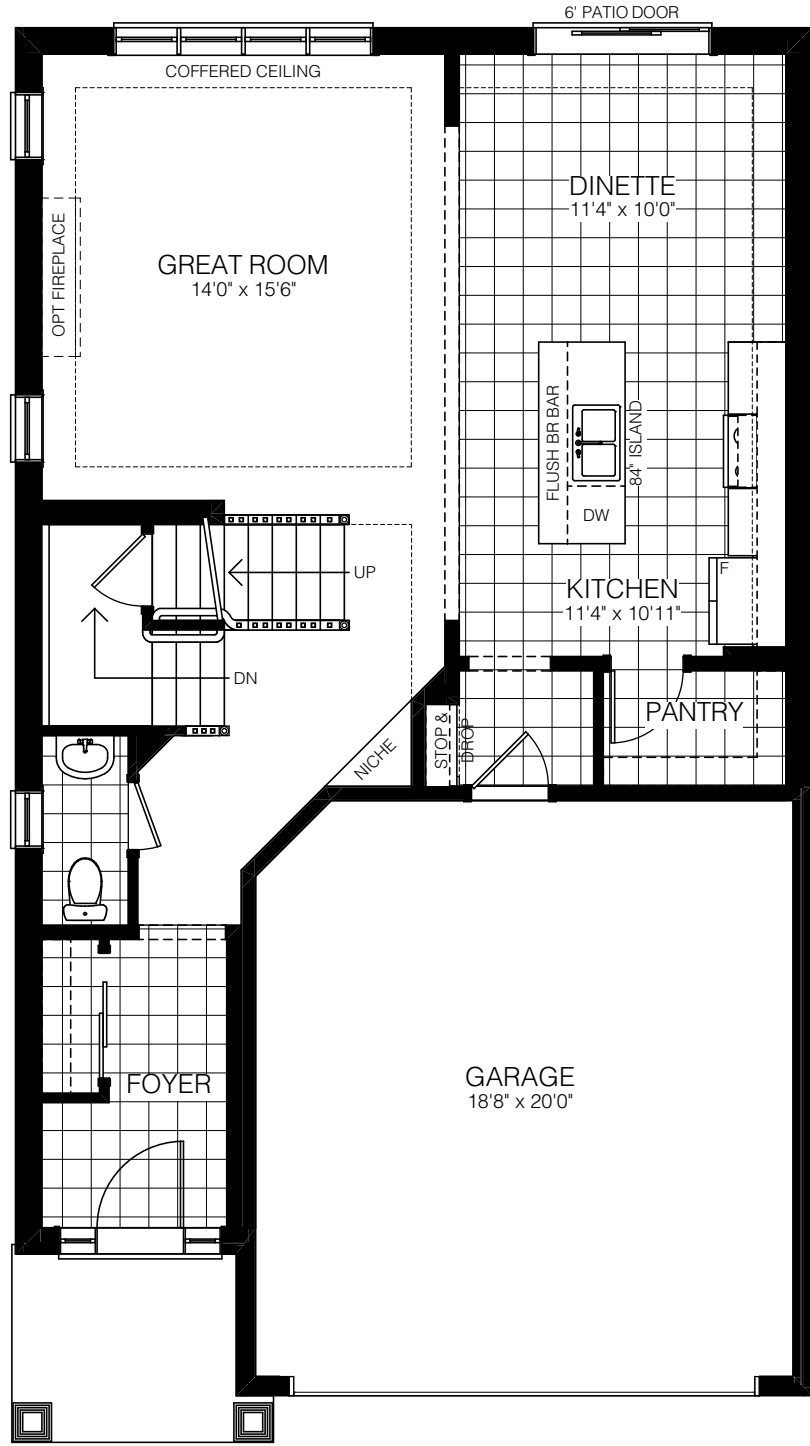 6' PATIO DOOR
COFFERED CEILING
DINETTE
11'4" x 10'0"
GREAT ROOM
14'0" x 15'6"
OPT FIREPLACE
FLUSH BR BAR
84" ISLAND
DW
F
KITCHEN
11'4" x 10'11"
UP
DN
PANTRY
STOP &
DROP
NICHE
FOYER
GARAGE
18'8" x 20'0"